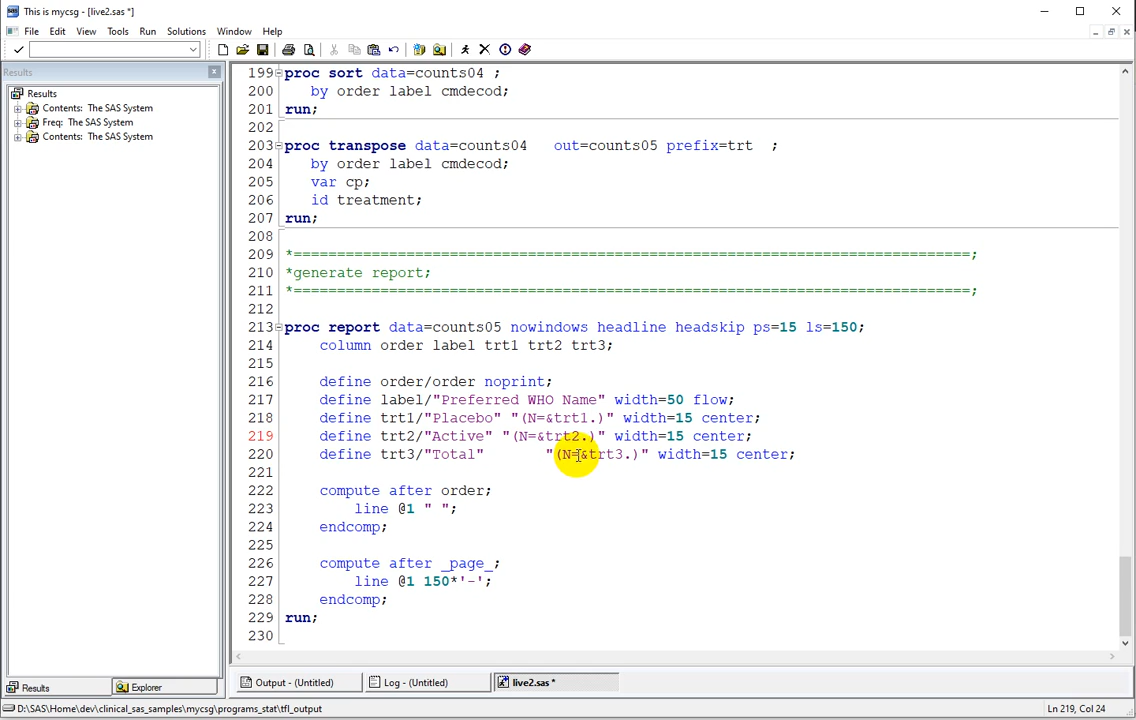 This is mycsg - [live2.sas *]
File Edit View Tools Run Solutions Window Help
Results
Results
Contents: The SAS System
Freq: The SAS System
Contents: The SAS System
199 proc sort data=counts04 ;
200 by order label cmdecod;
201 run;
202
203 proc transpose data=counts04 out=counts05 prefix=trt ;
204 by order label cmdecod;
205 var cp;
206 id treatment;
207 run;
208
209 *==============================================================================;
210 *generate report;
211 *==============================================================================;
212
213 proc report data=counts05 nowindows headline headskip ps=15 ls=150;
214 column order label trt1 trt2 trt3;
215
216 define order/order noprint;
217 define label/"Preferred WHO Name" width=50 flow;
218 define trt1/"Placebo" "(N=&trt1.)" width=15 center;
219 define trt2/"Active" "(N=&trt2.)" width=15 center;
220 define trt3/"Total" "(N=&trt3.)" width=15 center;
221
222 compute after order;
223 line @1 " ";
224 endcomp;
225
226 compute after _page_;
227 line @1 150*'-';
228 endcomp;
229 run;
230
Results Explorer
Output - (Untitled) Log - (Untitled) live2.sas *
D:\SAS\Home\dev\clinical_sas_samples\mycsg\programs_stat\tfl_output Ln 219, Col 24